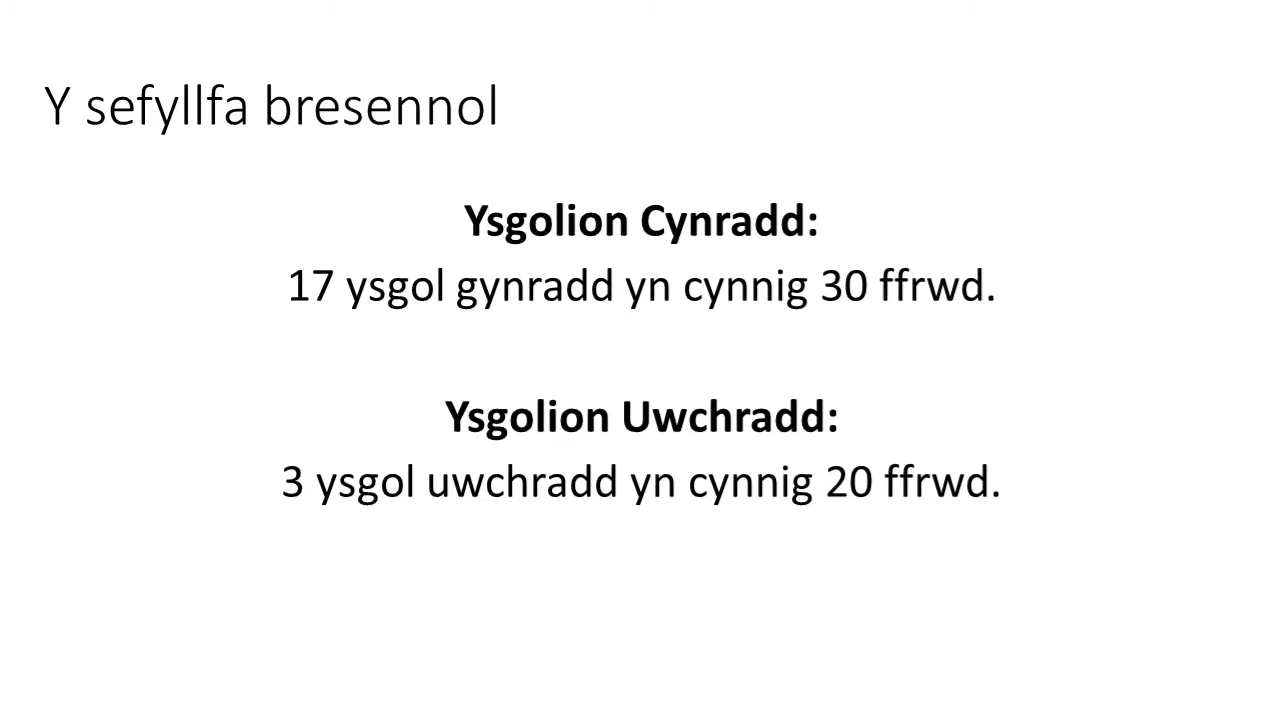 Y sefyllfa bresennol
Ysgolion Cynradd:
17 ysgol gynradd yn cynnig 30 ffrwd.
Ysgolion Uwchradd:
3 ysgol uwchradd yn cynnig 20 ffrwd.